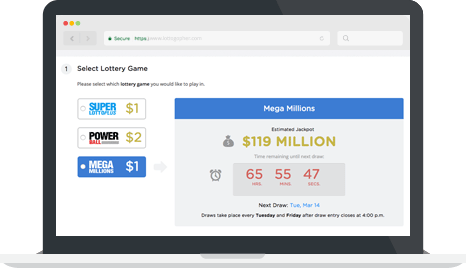 Secure https://
1 Select Lottery Game
Please select which lottery game you would like to play in.
SUPER
LOTTO PLUS
$1
POWER
BALL
$2
MEGA
MILLIONS
$1
Mega Millions
Estimated Jackpot
$119 MILLION
Time remaining until next draw:
65 55 47
HRS. MINS SECS.
Next Draw: Tue, Mar 14
Draws take place every Tuesday and Friday after draw entry closes at 4:00 p.m.